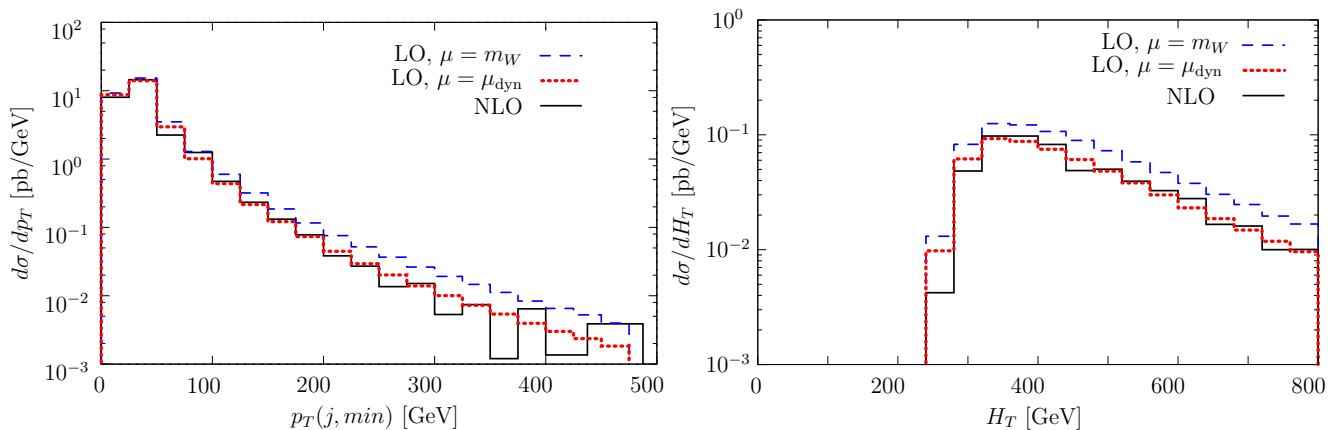 10^2
10^1
10^0
10^{-1}
10^{-2}
10^{-3}
dσ/dp_T [pb/GeV]
LO, μ = m_W
LO, μ = μ_dyn
NLO
0 100 200 300 400 500
p_T(j, min) [GeV]
10^0
10^{-1}
10^{-2}
10^{-3}
dσ/dH_T [pb/GeV]
LO, μ = m_W
LO, μ = μ_dyn
NLO
0 200 400 600 800
H_T [GeV]